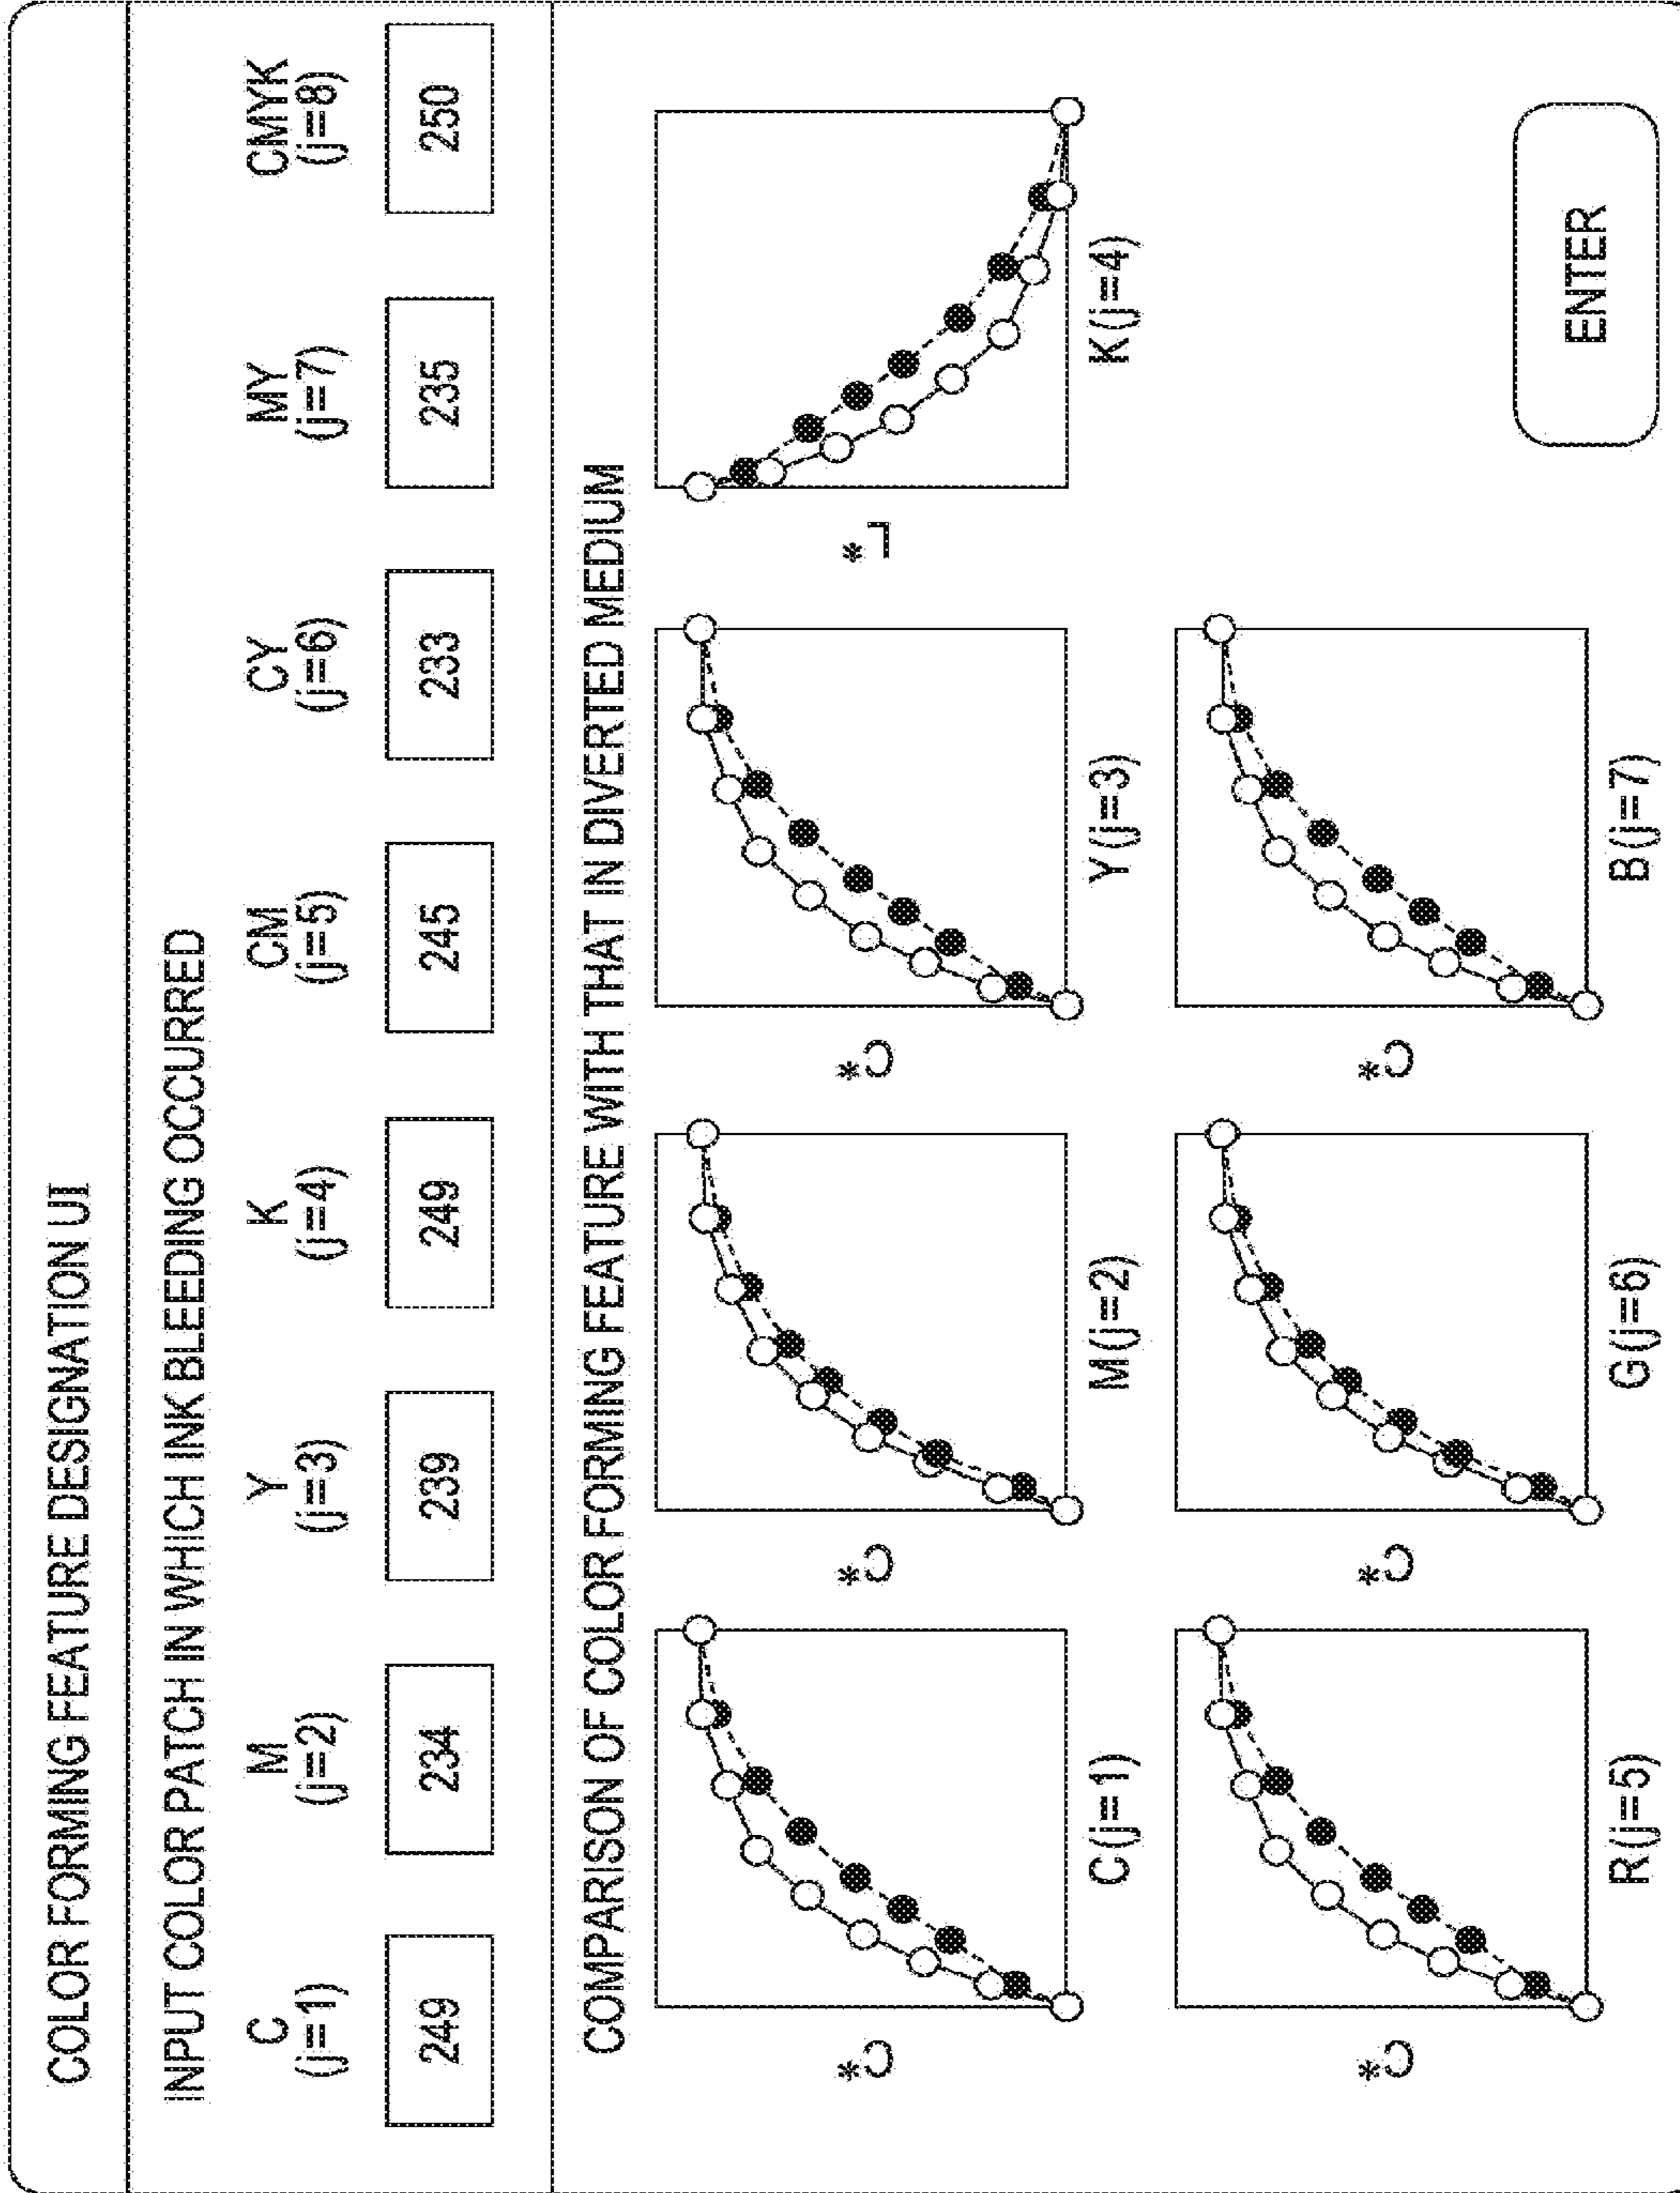 COLOR FORMING FEATURE DESIGNATION UI
INPUT COLOR PATCH IN WHICH INK BLEEDING OCCURRED
C M Y K CM CY MY CMYK
(j=1) (j=2) (j=3) (j=4) (j=5) (j=6) (j=7) (j=8)
249 234 239 249 245 233 235 250
COMPARISON OF COLOR FORMING FEATURE WITH THAT IN DIVERTED MEDIUM
C* C* C* L*
C(j=1) M(j=2) Y(j=3) K(j=4)
C* C* C*
R(j=5) G(j=6) B(j=7)
ENTER